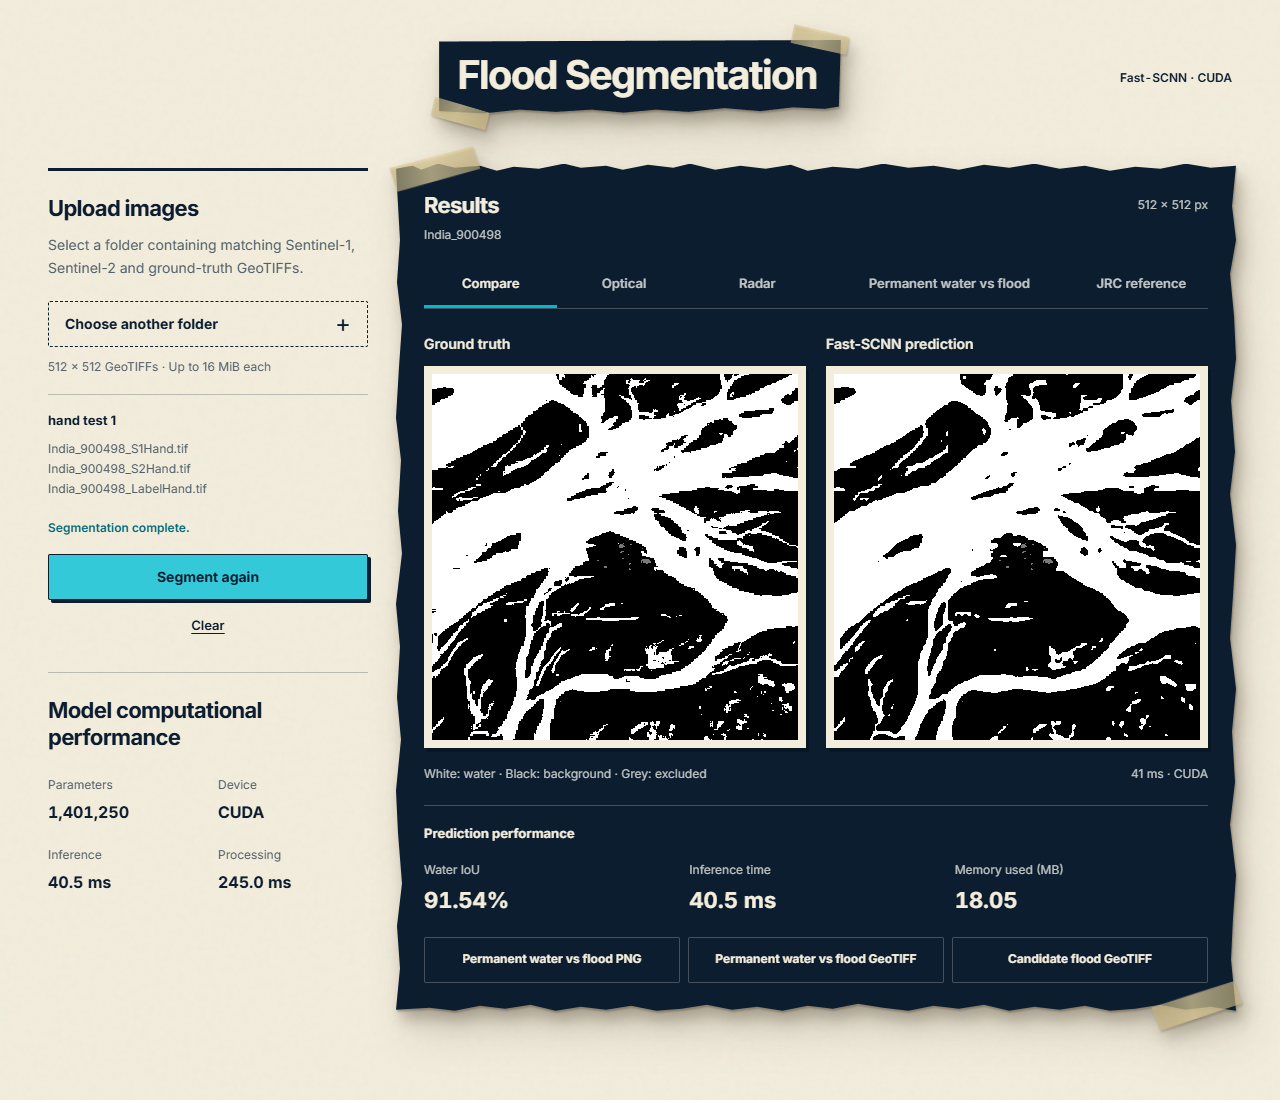 Flood Segmentation
Fast-SCNN · CUDA
Upload images
Select a folder containing matching Sentinel-1,
Sentinel-2 and ground-truth GeoTIFFs.
Choose another folder +
512 × 512 GeoTIFFs · Up to 16 MiB each
hand test 1
India_900498_S1Hand.tif
India_900498_S2Hand.tif
India_900498_LabelHand.tif
Segmentation complete.
Segment again
Clear
Model computational
performance
Parameters Device
1,401,250 CUDA
Inference Processing
40.5 ms 245.0 ms
Results 512 × 512 px
India_900498
Compare Optical Radar Permanent water vs flood JRC reference
Ground truth Fast-SCNN prediction
White: water · Black: background · Grey: excluded 41 ms · CUDA
Prediction performance
Water IoU Inference time Memory used (MB)
91.54% 40.5 ms 18.05
Permanent water vs flood PNG Permanent water vs flood GeoTIFF Candidate flood GeoTIFF